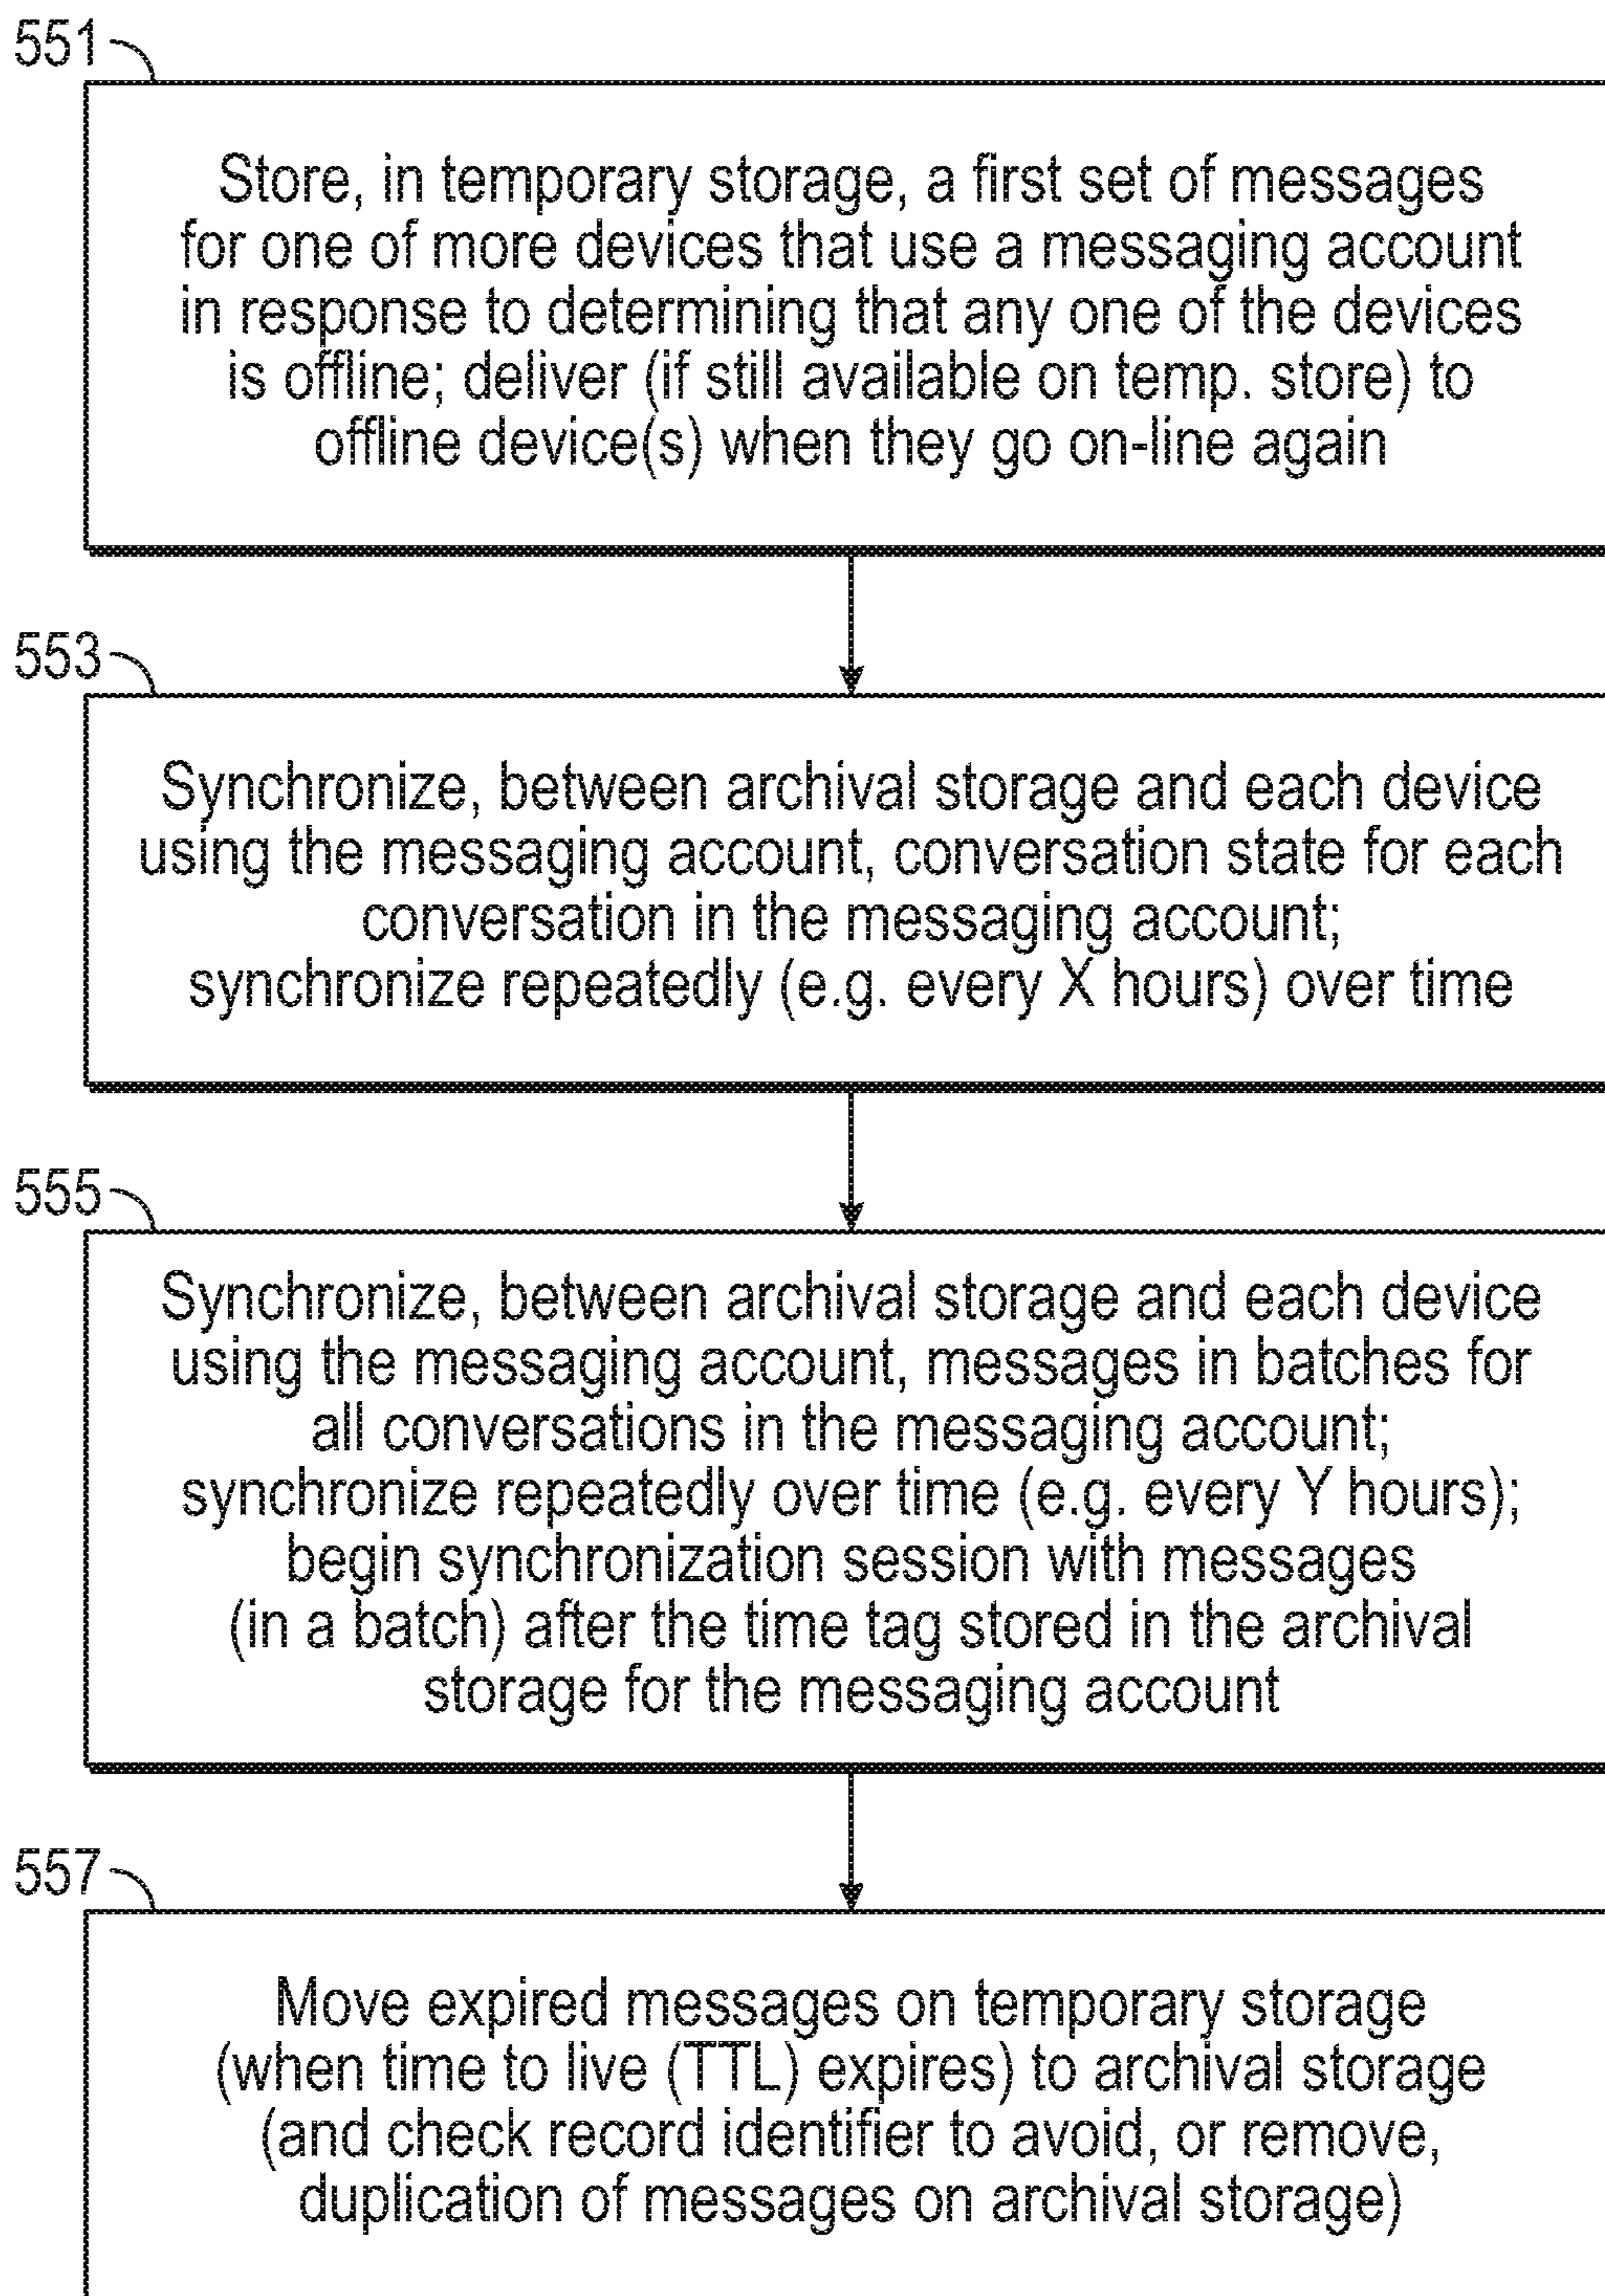 551
Store, in temporary storage, a first set of messages
for one of more devices that use a messaging account
in response to determining that any one of the devices
is offline; deliver (if still available on temp. store) to
offline device(s) when they go on-line again
553
Synchronize, between archival storage and each device
using the messaging account, conversation state for each
conversation in the messaging account;
synchronize repeatedly (e.g. every X hours) over time
555
Synchronize, between archival storage and each device
using the messaging account, messages in batches for
all conversations in the messaging account;
synchronize repeatedly over time (e.g. every Y hours);
begin synchronization session with messages
(in a batch) after the time tag stored in the archival
storage for the messaging account
557
Move expired messages on temporary storage
(when time to live (TTL) expires) to archival storage
(and check record identifier to avoid, or remove,
duplication of messages on archival storage)